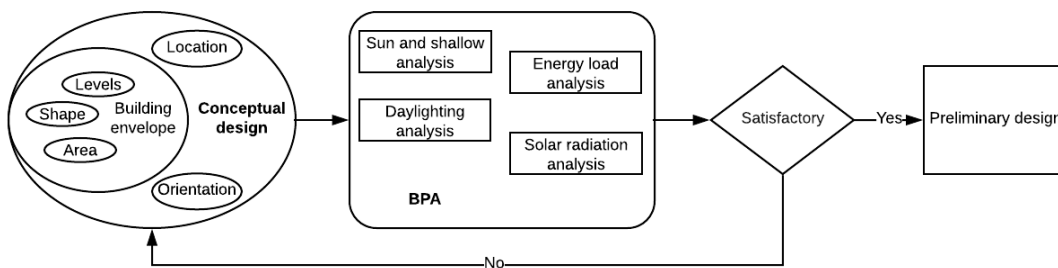 Location
Levels
Shape
Building
envelope
Area
Conceptual
design
Orientation
Sun and shallow
analysis
Energy load
analysis
Daylighting
analysis
Solar radiation
analysis
BPA
Satisfactory
Yes
Preliminary design
No